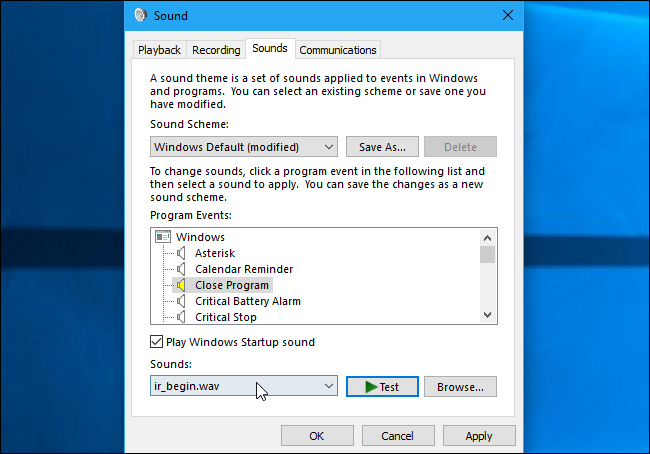 Sound
Playback
Recording
Sounds
Communications
A sound theme is a set of sounds applied to events in Windows
and programs. You can select an existing scheme or save one you
have modified.
Sound Scheme:
Windows Default (modified)
Save As...
Delete
To change sounds, click a program event in the following list and
then select a sound to apply. You can save the changes as a new
sound scheme.
Program Events:
Windows
Asterisk
Calendar Reminder
Close Program
Critical Battery Alarm
Critical Stop
Play Windows Startup sound
Sounds:
ir_begin.wav
Test
Browse...
OK
Cancel
Apply